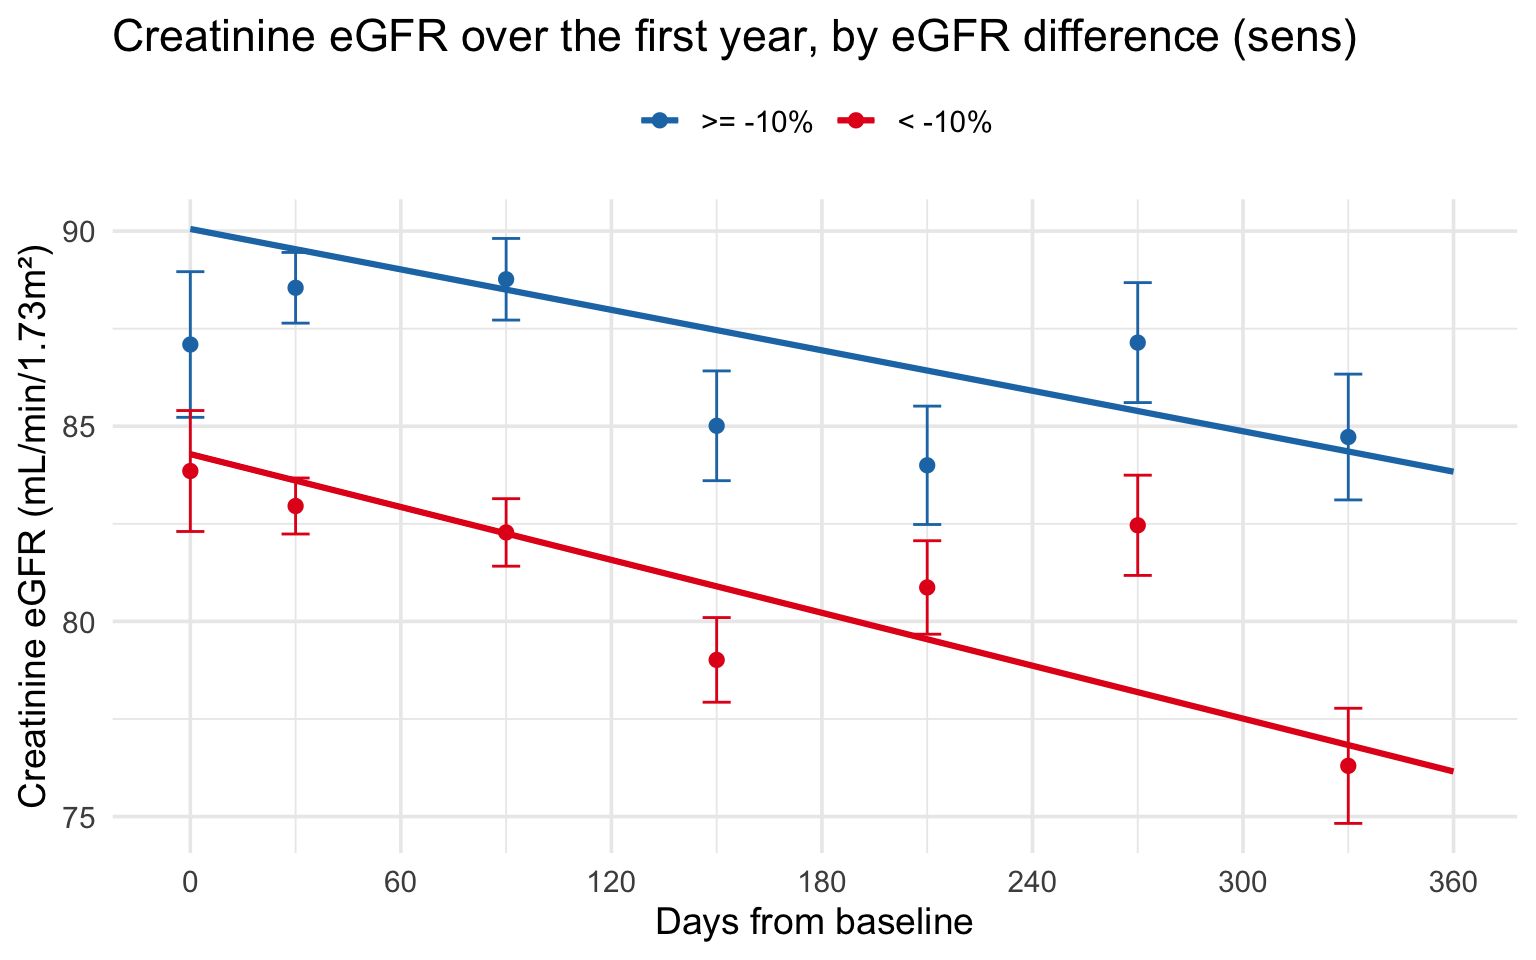 Creatinine eGFR over the first year, by eGFR difference (sens)
>= -10% < -10%
Creatinine eGFR (mL/min/1.73m²)
90
85
80
75
0 60 120 180 240 300 360
Days from baseline